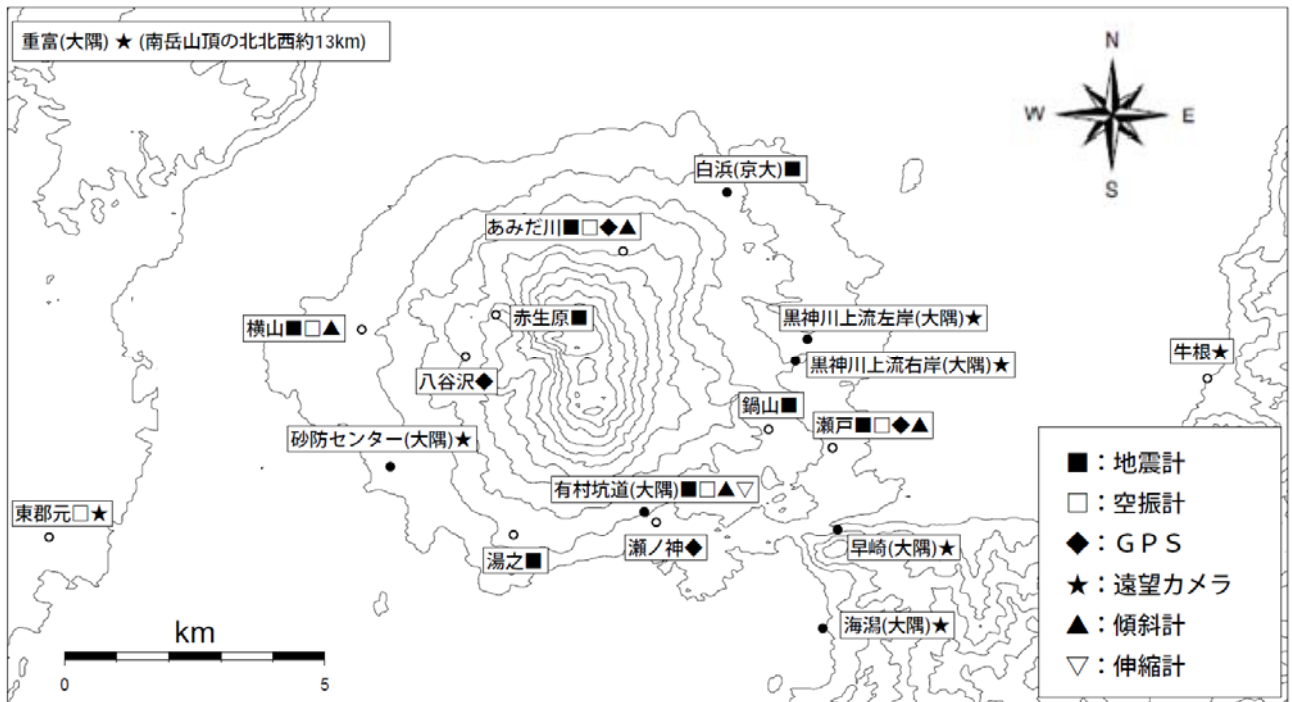 重富(大隅) ★ (南岳山頂の北北西約13km)
N
W
E
S
白浜(京大)■
あみだ川■□◆▲
赤生原■
横山■□▲
黒神川上流左岸(大隅)★
黒神川上流右岸(大隅)★
牛根★
八谷沢◆
鍋山■
瀬戸■□◆▲
砂防センター(大隅)★
有村坑道(大隅)■□▲▽
東郡元□★
湯之■
瀬ノ神◆
早崎(大隅)★
海潟(大隅)★
km
0
5
■：地震計
□：空振計
◆：ＧＰＳ
★：遠望カメラ
▲：傾斜計
▽：伸縮計